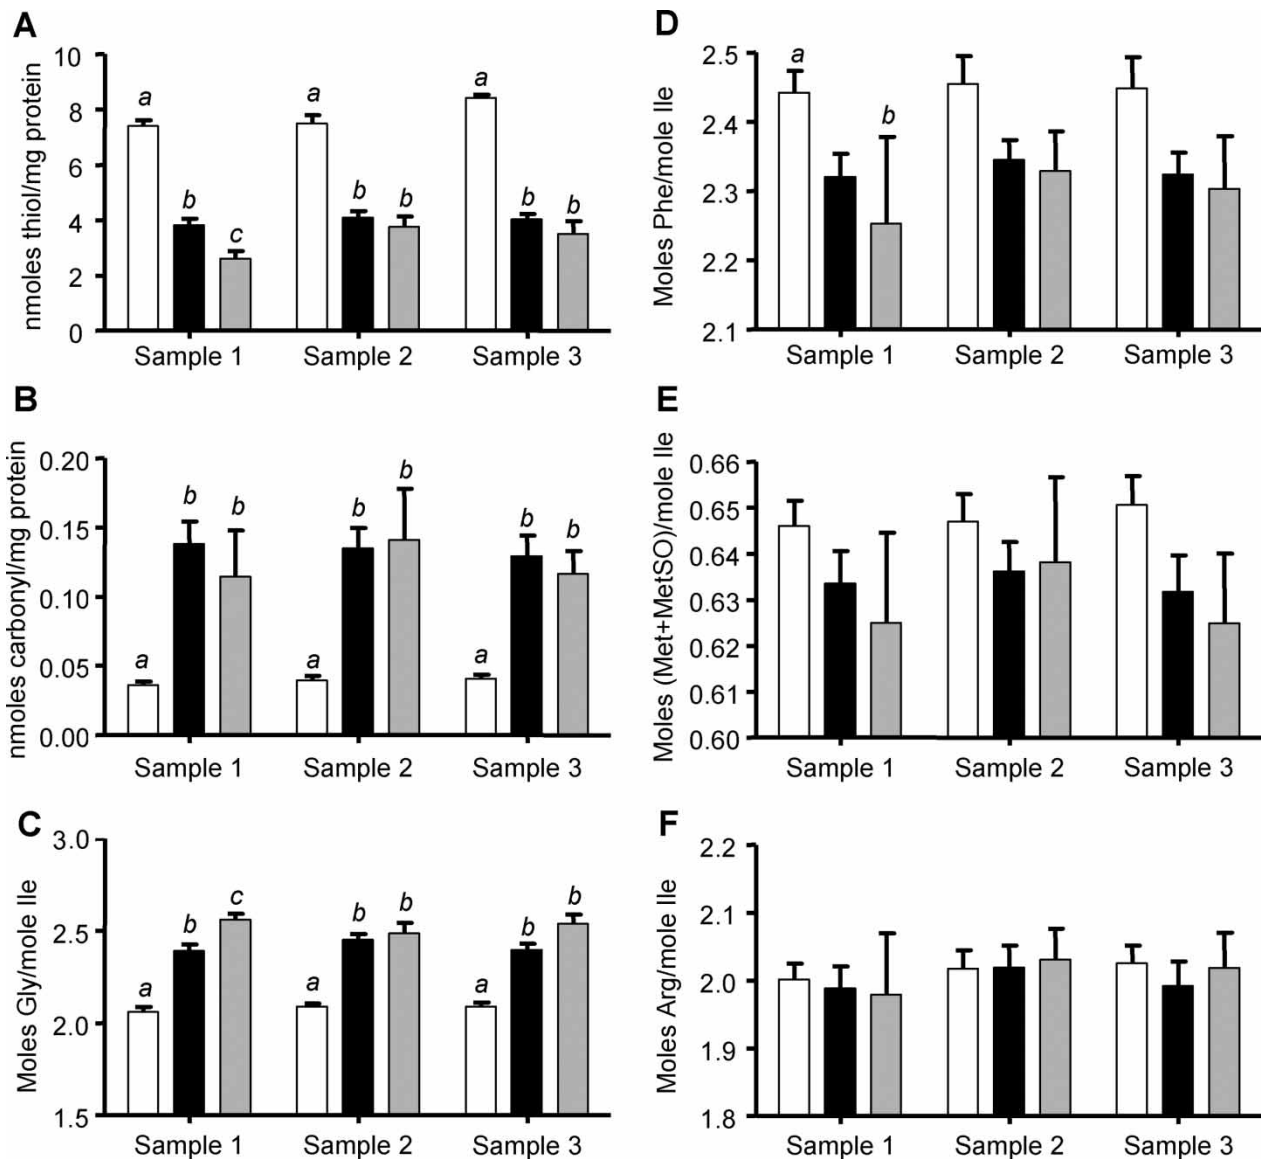 A
nmoles thiol/mg protein
10
8
6
4
2
0
a
b
c
a
b
b
a
b
b
Sample 1
Sample 2
Sample 3
B
nmoles carbonyl/mg protein
0.20
0.15
0.10
0.05
0.00
a
b
b
a
b
b
a
b
b
Sample 1
Sample 2
Sample 3
C
Moles Gly/mole Ile
3.0
2.5
2.0
1.5
a
b
c
a
b
b
a
b
b
Sample 1
Sample 2
Sample 3
D
Moles Phe/mole Ile
2.5
2.4
2.3
2.2
2.1
a
b
Sample 1
Sample 2
Sample 3
E
Moles (Met+MetSO)/mole Ile
0.66
0.65
0.64
0.63
0.62
0.61
0.60
Sample 1
Sample 2
Sample 3
F
Moles Arg/mole Ile
2.2
2.1
2.0
1.9
1.8
Sample 1
Sample 2
Sample 3